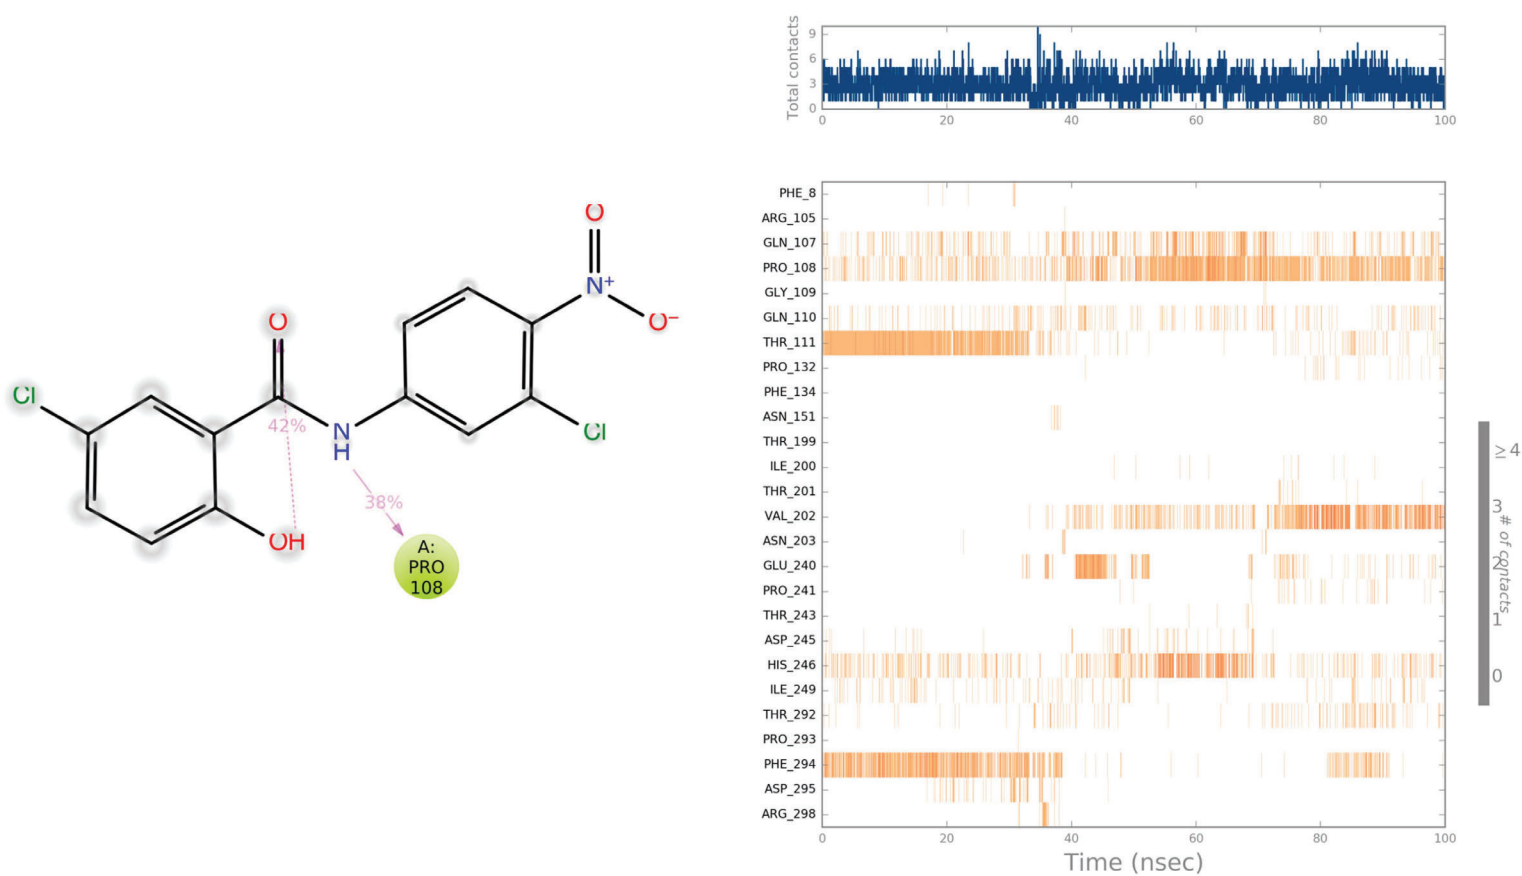 O
N+
O−
O
Cl
42%
N
H
Cl
38%
OH
A:
PRO
108
Total contacts
9
6
3
0
0 20 40 60 80 100
PHE_8
ARG_105
GLN_107
PRO_108
GLY_109
GLN_110
THR_111
PRO_132
PHE_134
ASN_151
THR_199
ILE_200
THR_201
VAL_202
ASN_203
GLU_240
PRO_241
THR_243
ASP_245
HIS_246
ILE_249
THR_292
PRO_293
PHE_294
ASP_295
ARG_298
0 20 40 60 80 100
Time (nsec)
≥4
3
2
1
0
# of contacts